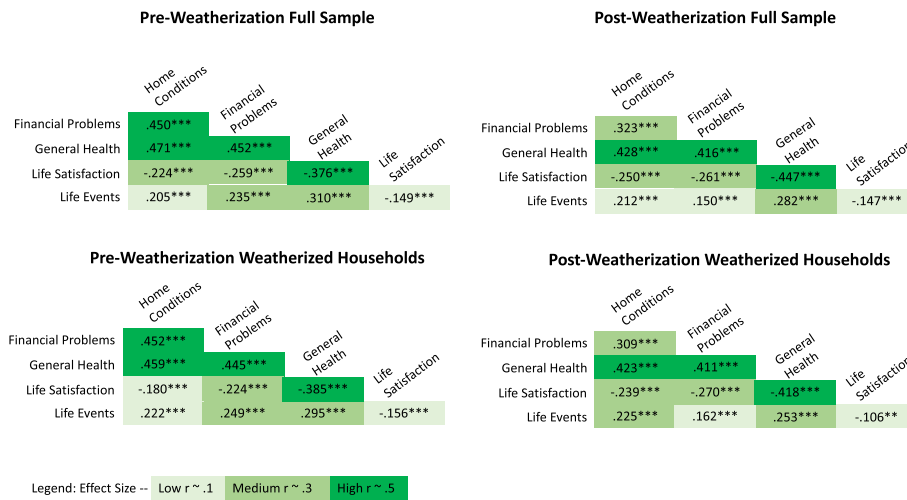 Pre-Weatherization Full Sample
Home
Conditions
Financial
Problems
General
Health
Life
Satisfaction
Financial Problems .450***
General Health .471*** .452***
Life Satisfaction -.224*** -.259*** -.376***
Life Events .205*** .235*** .310*** -.149***
Post-Weatherization Full Sample
Home
Conditions
Financial
Problems
General
Health
Life
Satisfaction
Financial Problems .323***
General Health .428*** .416***
Life Satisfaction -.250*** -.261*** -.447***
Life Events .212*** .150*** .282*** -.147***
Pre-Weatherization Weatherized Households
Home
Conditions
Financial
Problems
General
Health
Life
Satisfaction
Financial Problems .452***
General Health .459*** .445***
Life Satisfaction -.180*** -.224*** -.385***
Life Events .222*** .249*** .295*** -.156***
Post-Weatherization Weatherized Households
Home
Conditions
Financial
Problems
General
Health
Life
Satisfaction
Financial Problems .309***
General Health .423*** .411***
Life Satisfaction -.239*** -.270*** -.418***
Life Events .225*** .162*** .253*** -.106**
Legend: Effect Size -- Low r ~ .1 Medium r ~ .3 High r ~ .5